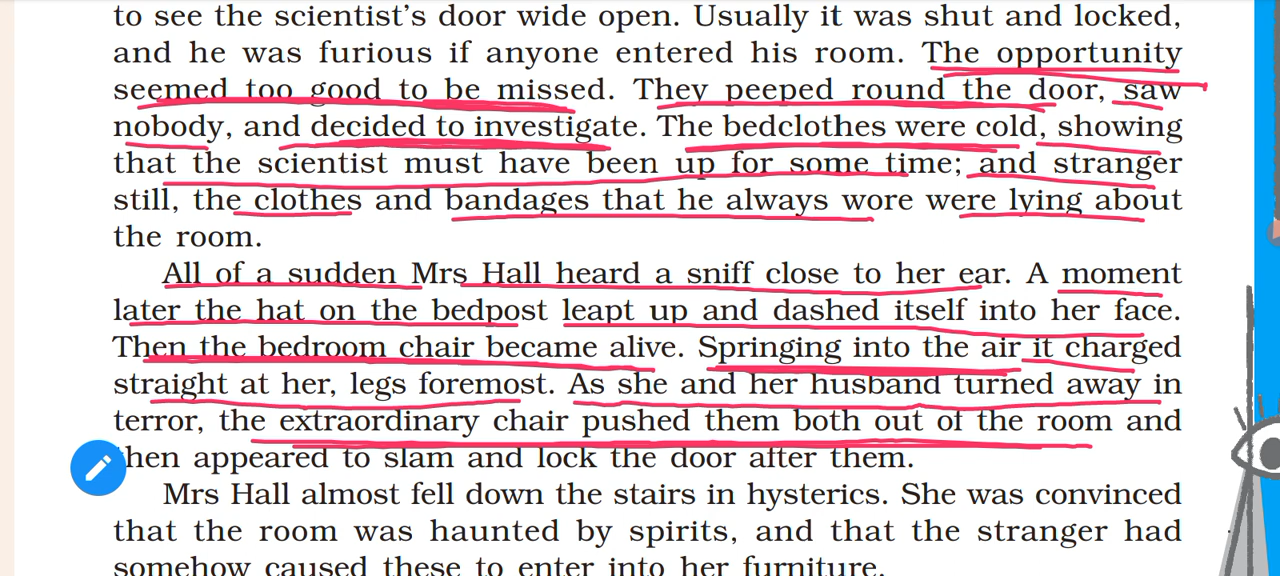 to see the scientist's door wide open. Usually it was shut and locked,
and he was furious if anyone entered his room. The opportunity
seemed too good to be missed. They peeped round the door, saw
nobody, and decided to investigate. The bedclothes were cold, showing
that the scientist must have been up for some time; and stranger
still, the clothes and bandages that he always wore were lying about
the room.
All of a sudden Mrs Hall heard a sniff close to her ear. A moment
later the hat on the bedpost leapt up and dashed itself into her face.
Then the bedroom chair became alive. Springing into the air it charged
straight at her, legs foremost. As she and her husband turned away in
terror, the extraordinary chair pushed them both out of the room and
then appeared to slam and lock the door after them.
Mrs Hall almost fell down the stairs in hysterics. She was convinced
that the room was haunted by spirits, and that the stranger had
somehow caused these to enter into her furniture.